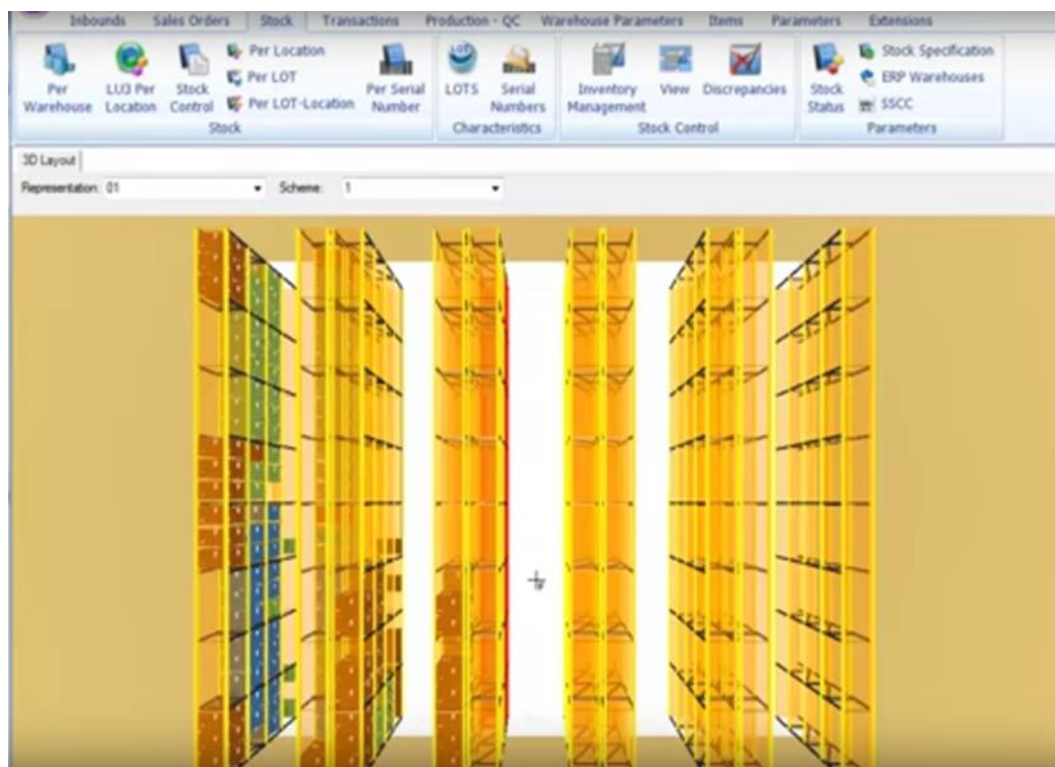 Inbounds Sales Orders Stock Transactions Production - QC Warehouse Parameters Items Parameters Extensions
Per Warehouse
LU3 Per Location
Stock Control
Per Location
Per LOT
Per LOT-Location
Per Serial Number
Stock
LOTS
Serial Numbers
Characteristics
Inventory Management
View
Discrepancies
Stock Control
Stock Status
Stock Specification
ERP Warehouses
SSCC
Parameters
3D Layout
Representation: 01 Scheme: 1